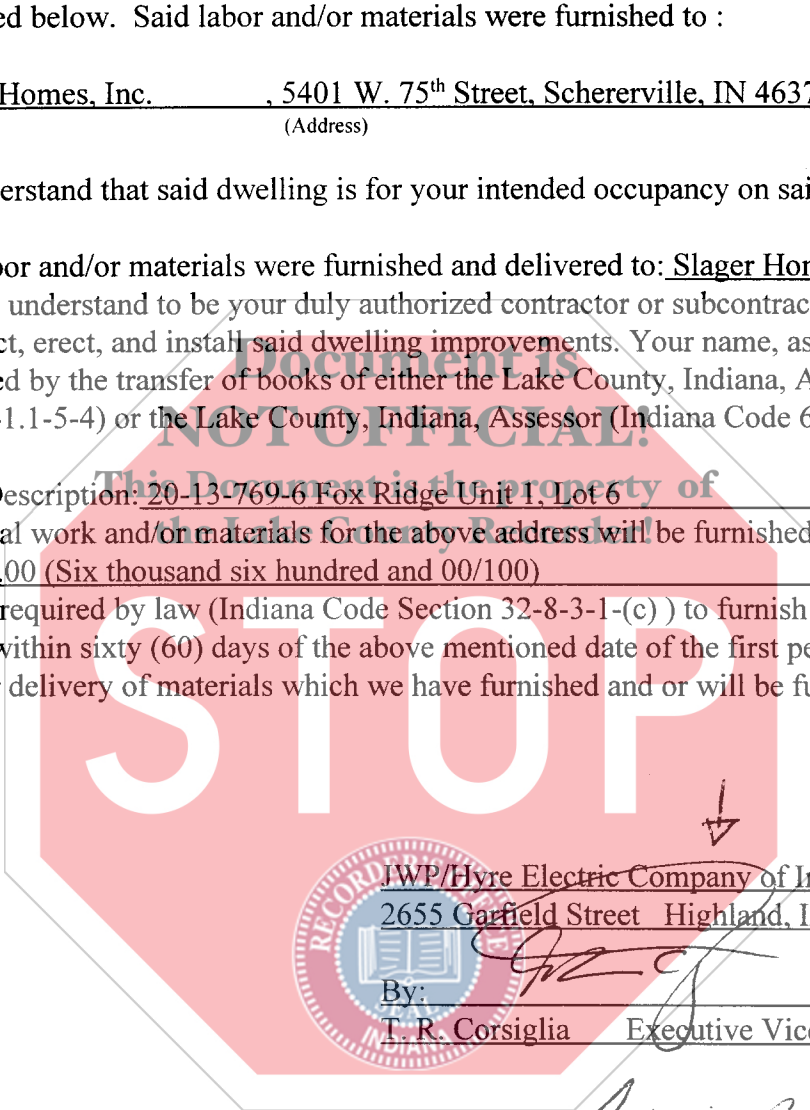 ed below. Said labor and/or materials were furnished to :
Homes, Inc. , 5401 W. 75th Street, Schererville, IN 4637
(Address)
erstand that said dwelling is for your intended occupancy on sai
or and/or materials were furnished and delivered to: Slager Hor
understand to be your duly authorized contractor or subcontrac
ct, erect, and install said dwelling improvements. Your name, as
Document is
ed by the transfer of books of either the Lake County, Indiana, A
-1.1-5-4) or the Lake County, Indiana, Assessor (Indiana Code 6
NOT OFFICIAL!
Description: 20-13-769-6 Fox Ridge Unit 1, Lot 6
This Document is the property of
al work and/or materials for the above address will be furnished
the Lake County Recorder!
.00 (Six thousand six hundred and 00/100)
required by law (Indiana Code Section 32-8-3-1-(c) ) to furnish
within sixty (60) days of the above mentioned date of the first pe
delivery of materials which we have furnished and or will be fu
STOP
JWP/Hyre Electric Company of In
2655 Garfield Street Highland, I
By:
T. R. Corsiglia Executive Vice
RECORDER'S OFFICE
SEAL
INDIANA